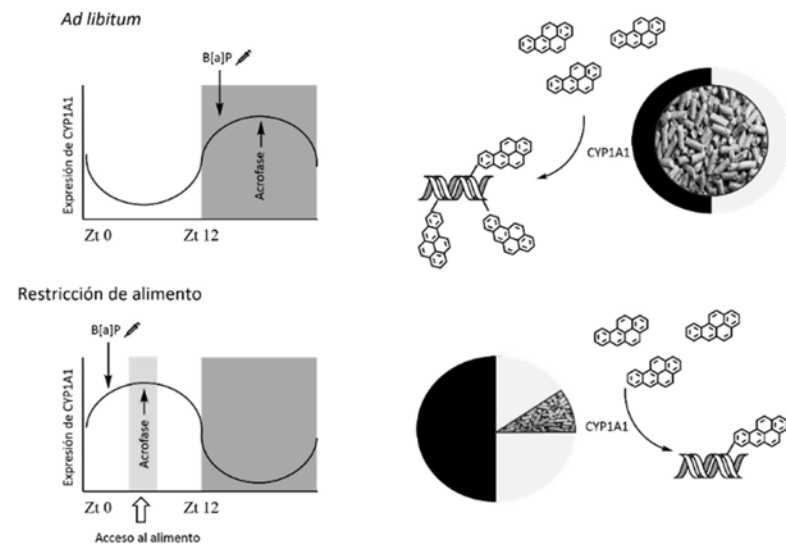 Ad libitum
B[a]P
Expresión de CYP1A1
Acrofase
Zt 0
Zt 12
CYP1A1
Restricción de alimento
B[a]P
Expresión de CYP1A1
Acrofase
Zt 0
Zt 12
Acceso al alimento
CYP1A1